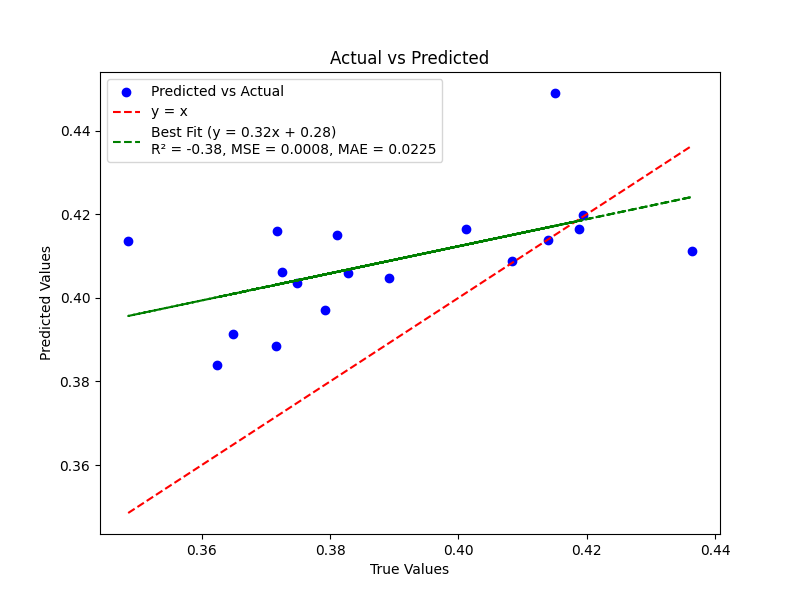 Actual vs Predicted
Predicted vs Actual
y = x
Best Fit (y = 0.32x + 0.28)
R² = -0.38, MSE = 0.0008, MAE = 0.0225
Predicted Values
0.44
0.42
0.40
0.38
0.36
0.36 0.38 0.40 0.42 0.44
True Values